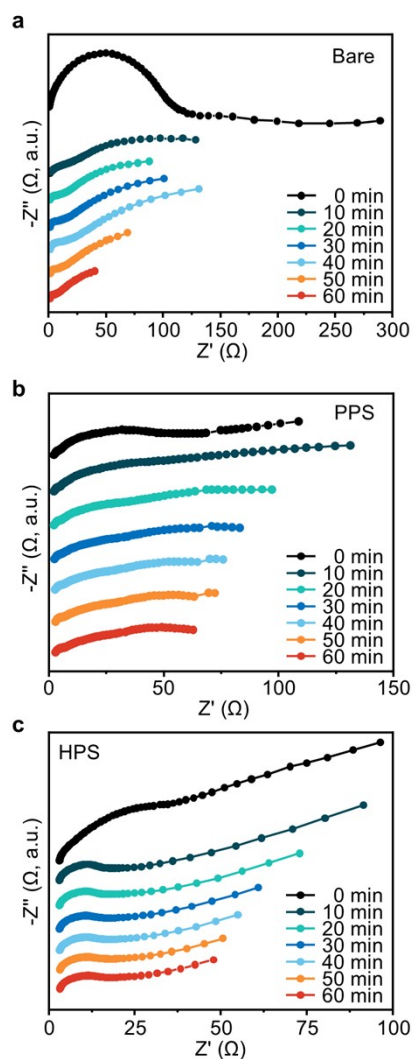 a
Bare
-Z" (Ω, a.u.)
0 min
10 min
20 min
30 min
40 min
50 min
60 min
0 50 100 150 200 250 300
Z' (Ω)
b
PPS
-Z" (Ω, a.u.)
0 min
10 min
20 min
30 min
40 min
50 min
60 min
0 50 100 150
Z' (Ω)
c
HPS
-Z" (Ω, a.u.)
0 min
10 min
20 min
30 min
40 min
50 min
60 min
0 25 50 75 100
Z' (Ω)